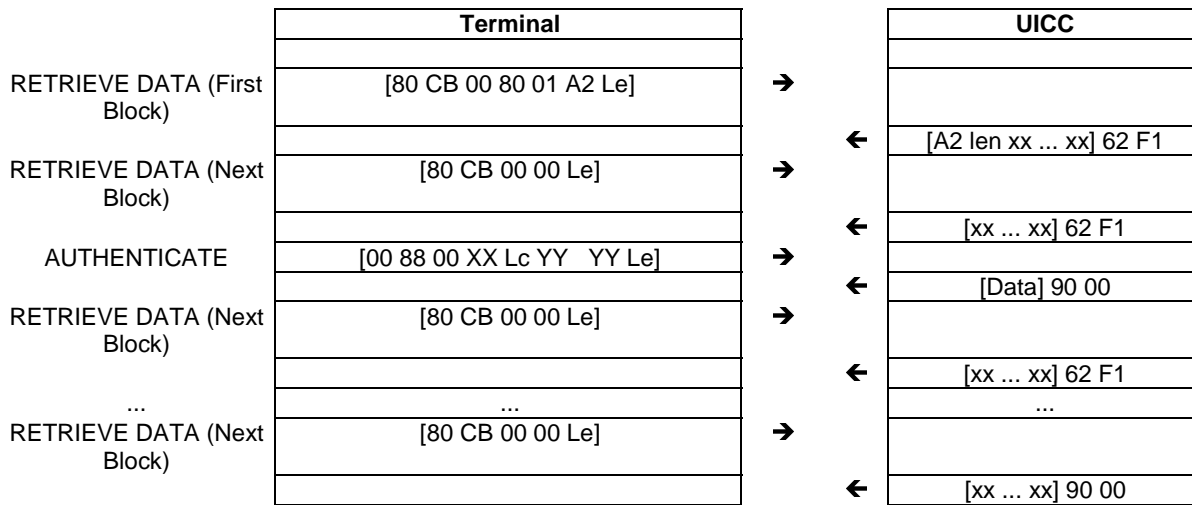 Terminal UICC
RETRIEVE DATA (First [80 CB 00 80 01 A2 Le] ➔
Block)
🡰 [A2 len xx ... xx] 62 F1
RETRIEVE DATA (Next [80 CB 00 00 Le] ➔
Block)
🡰 [xx ... xx] 62 F1
AUTHENTICATE [00 88 00 XX Lc YY YY Le] ➔
🡰 [Data] 90 00
RETRIEVE DATA (Next [80 CB 00 00 Le] ➔
Block)
🡰 [xx ... xx] 62 F1
... ... ...
RETRIEVE DATA (Next [80 CB 00 00 Le] ➔
Block)
🡰 [xx ... xx] 90 00